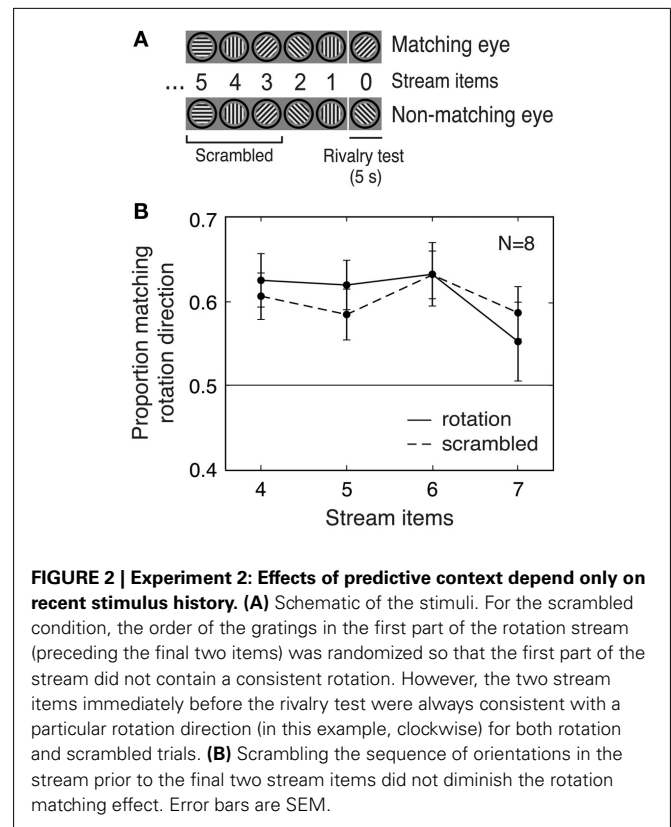 A
Matching eye
... 5 4 3 2 1 0 Stream items
Non-matching eye
Scrambled
Rivalry test
(5 s)
B
0.7
N=8
0.6
0.5
0.4
Proportion matching
rotation direction
rotation
scrambled
4 5 6 7
Stream items
FIGURE 2 | Experiment 2: Effects of predictive context depend only on
recent stimulus history. (A) Schematic of the stimuli. For the scrambled
condition, the order of the gratings in the first part of the rotation stream
(preceding the final two items) was randomized so that the first part of the
stream did not contain a consistent rotation. However, the two stream
items immediately before the rivalry test were always consistent with a
particular rotation direction (in this example, clockwise) for both rotation
and scrambled trials. (B) Scrambling the sequence of orientations in the
stream prior to the final two stream items did not diminish the rotation
matching effect. Error bars are SEM.